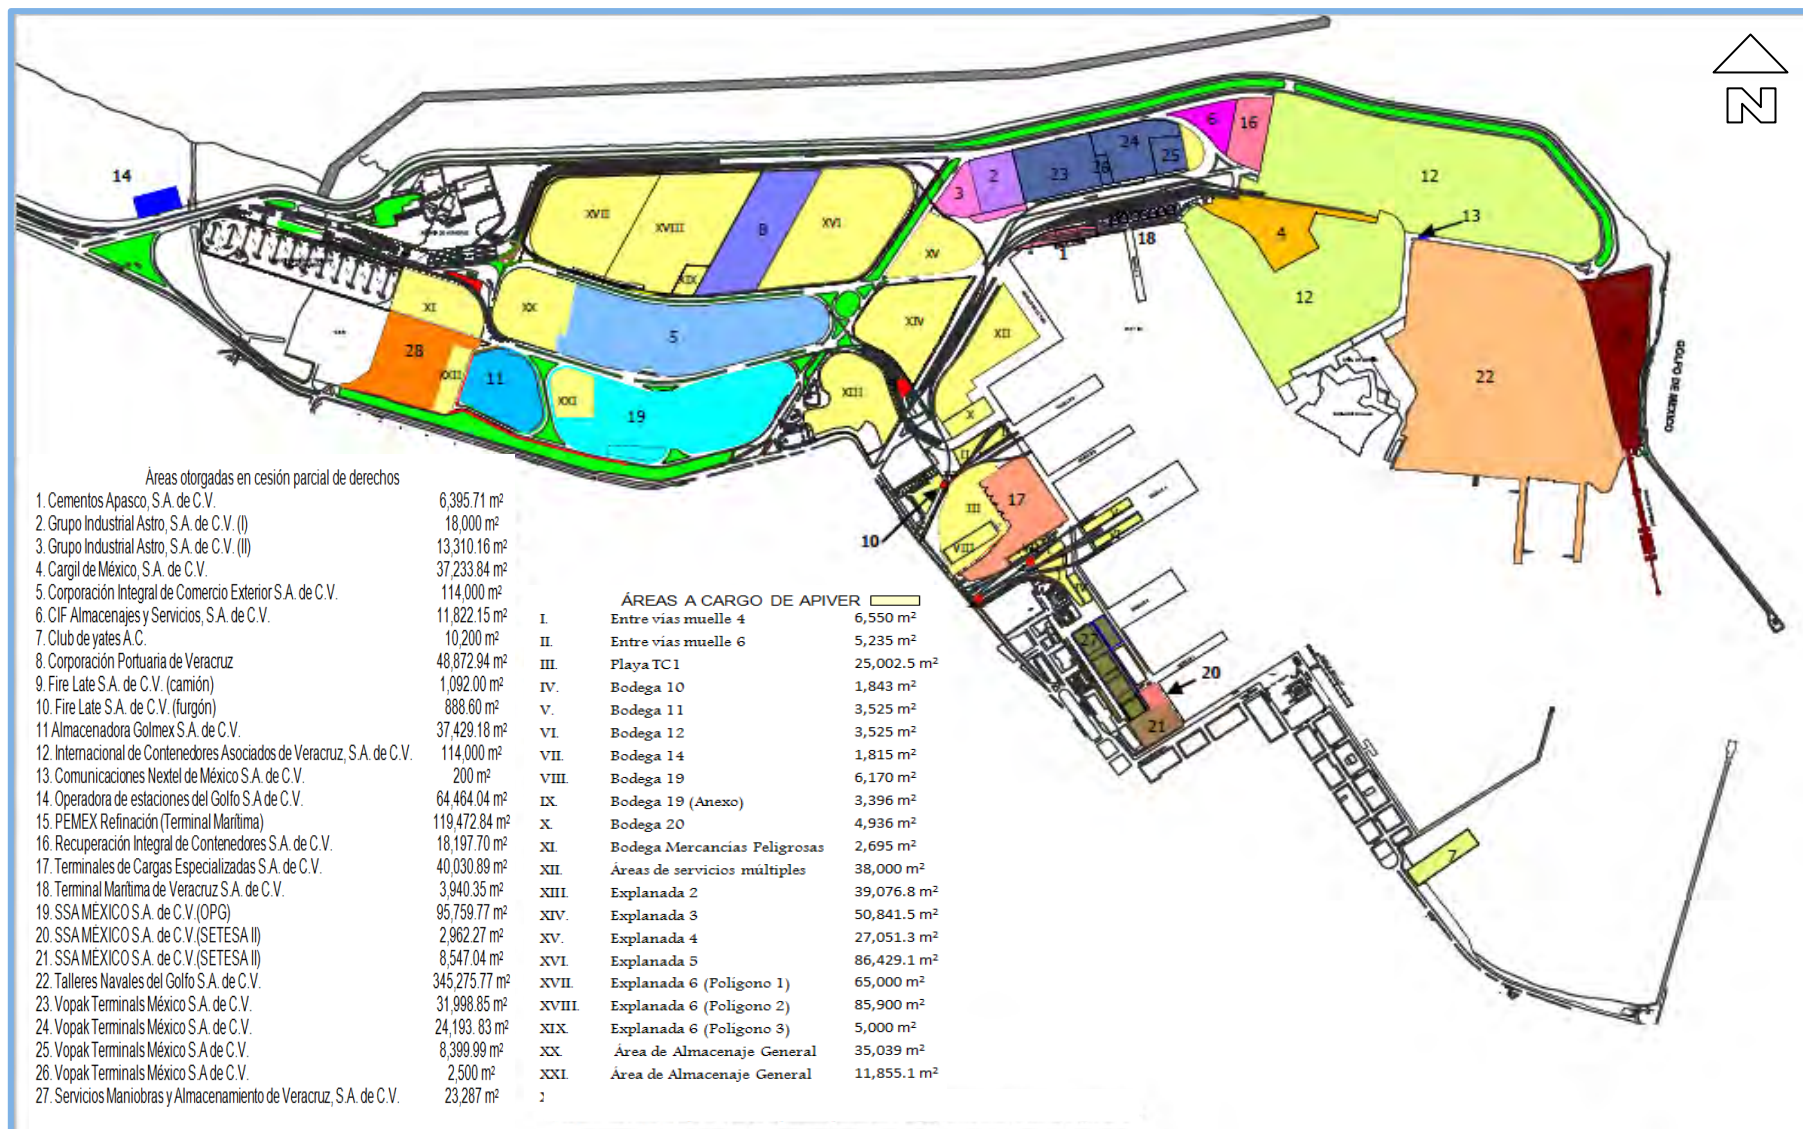 N
14
XVII
XVIII
8
XVI
XIX
XV
3
2
23
26
24
25
6
16
12
13
4
18
1
12
XI
XX
5
XIV
XII
28
XXII
11
XXI
19
XIII
X
22
GOLFO DE MEXICO
II
III
17
10
VIII
27
20
21
7
Áreas otorgadas en cesión parcial de derechos
1. Cementos Apasco, S.A. de C.V. 6,395.71 m²
2. Grupo Industrial Astro, S.A. de C.V. (I) 18,000 m²
3. Grupo Industrial Astro, S.A. de C.V. (II) 13,310.16 m²
4. Cargil de México, S.A. de C.V. 37,233.84 m²
5. Corporación Integral de Comercio Exterior S.A. de C.V. 114,000 m²
6. CIF Almacenajes y Servicios, S.A. de C.V. 11,822.15 m²
7. Club de yates A.C. 10,200 m²
8. Corporación Portuaria de Veracruz 48,872.94 m²
9. Fire Late S.A. de C.V. (camión) 1,092.00 m²
10. Fire Late S.A. de C.V. (furgón) 888.60 m²
11 Almacenadora Golmex S.A. de C.V. 37,429.18 m²
12. Internacional de Contenedores Asociados de Veracruz, S.A. de C.V. 114,000 m²
13. Comunicaciones Nextel de México S.A. de C.V. 200 m²
14. Operadora de estaciones del Golfo S.A de C.V. 64,464.04 m²
15. PEMEX Refinación (Terminal Marítima) 119,472.84 m²
16. Recuperación Integral de Contenedores S.A. de C.V. 18,197.70 m²
17. Terminales de Cargas Especializadas S.A. de C.V. 40,030.89 m²
18. Terminal Marítima de Veracruz S.A. de C.V. 3,940.35 m²
19. SSA MÉXICO S.A. de C.V.(OPG) 95,759.77 m²
20. SSA MÉXICO S.A. de C.V.(SETESA II) 2,962.27 m²
21. SSA MÉXICO S.A. de C.V.(SETESA II) 8,547.04 m²
22. Talleres Navales del Golfo S.A. de C.V. 345,275.77 m²
23. Vopak Terminals México S.A. de C.V. 31,998.85 m²
24. Vopak Terminals México S.A. de C.V. 24,193. 83 m²
25. Vopak Terminals México S.A de C.V. 8,399.99 m²
26. Vopak Terminals México S.A de C.V. 2,500 m²
27. Servicios Maniobras y Almacenamiento de Veracruz, S.A. de C.V. 23,287 m²
ÁREAS A CARGO DE APIVER
I. Entre vías muelle 4 6,550 m²
II. Entre vías muelle 6 5,235 m²
III. Playa TC1 25,002.5 m²
IV. Bodega 10 1,843 m²
V. Bodega 11 3,525 m²
VI. Bodega 12 3,525 m²
VII. Bodega 14 1,815 m²
VIII. Bodega 19 6,170 m²
IX. Bodega 19 (Anexo) 3,396 m²
X. Bodega 20 4,936 m²
XI. Bodega Mercancías Peligrosas 2,695 m²
XII. Áreas de servicios múltiples 38,000 m²
XIII. Explanada 2 39,076.8 m²
XIV. Explanada 3 50,841.5 m²
XV. Explanada 4 27,051.3 m²
XVI. Explanada 5 86,429.1 m²
XVII. Explanada 6 (Polígono 1) 65,000 m²
XVIII. Explanada 6 (Polígono 2) 85,900 m²
XIX. Explanada 6 (Polígono 3) 5,000 m²
XX. Área de Almacenaje General 35,039 m²
XXI. Área de Almacenaje General 11,855.1 m²